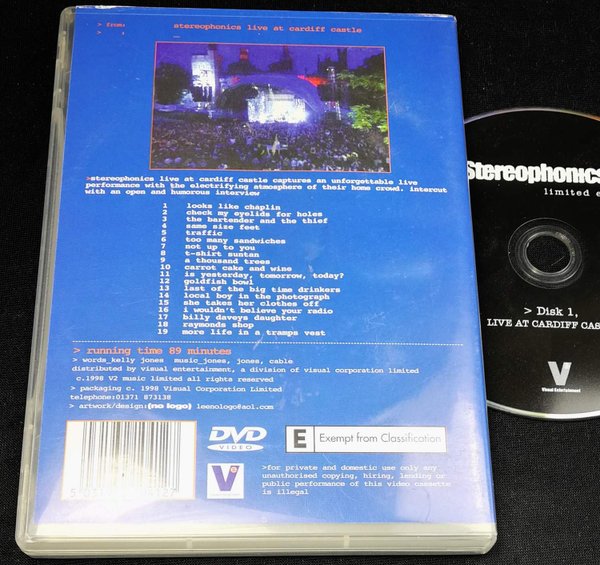 > from:
> :
stereophonics live at cardiff castle
>stereophonics live at cardiff castle captures an unforgettable live
performance with the electrifying atmosphere of their home crowd. intercut
with an open and humorous interview
1 looks like chaplin
2 check my eyelids for holes
3 the bartender and the thief
4 same size feet
5 traffic
6 too many sandwiches
7 not up to you
8 t-shirt suntan
9 a thousand trees
10 carrot cake and wine
11 is yesterday, tomorrow, today?
12 goldfish bowl
13 last of the big time drinkers
14 local boy in the photograph
15 she takes her clothes off
16 i wouldn't believe your radio
17 billy daveys daughter
18 raymonds shop
19 more life in a tramps vest
> running time 89 minutes
> words_kelly jones music_jones, jones, cable
distributed by visual entertainment, a division of visual corporation limited
c.1998 V2 music limited all rights reserved
> packaging c. 1998 Visual Corporation Limited
telephone:01371 873138
> artwork/design:(no logo) leenologo@aol.com
DVD
VIDEO
E Exempt from Classification
V
>for private and domestic use only any
unauthorised copying, hiring, lending or
public performance of this video cassette
is illegal
Stereophonics
limited e
> Disk 1,
LIVE AT CARDIFF CAS
V
Visual Entertainment